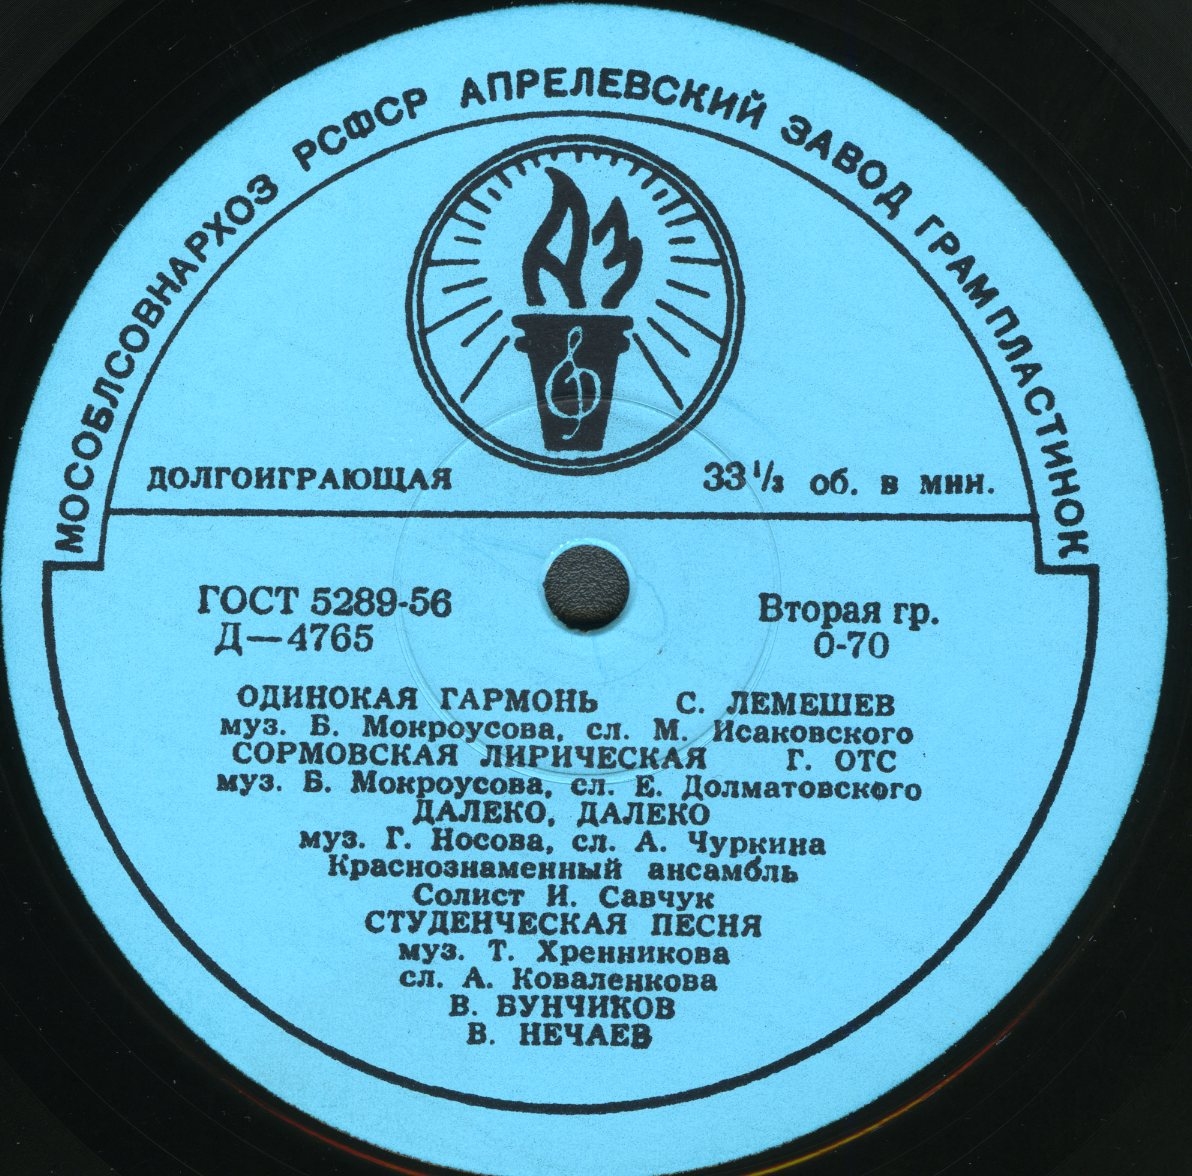 МОСОБЛСОВНАРХОЗ РСФСР АПРЕЛЕВСКИЙ ЗАВОД ГРАМПЛАСТИНОК
АЗ
ДОЛГОИГРАЮЩАЯ 33 1/3 об. в мин.
ГОСТ 5289-56 Вторая гр.
Д—4765 0-70
ОДИНОКАЯ ГАРМОНЬ С. ЛЕМЕШЕВ
муз. Б. Мокроусова, сл. М. Исаковского
СОРМОВСКАЯ ЛИРИЧЕСКАЯ Г. ОТС
муз. Б. Мокроусова, сл. Е. Долматовского
ДАЛЕКО, ДАЛЕКО
муз. Г. Носова, сл. А. Чуркина
Краснознаменный ансамбль
Солист И. Савчук
СТУДЕНЧЕСКАЯ ПЕСНЯ
муз. Т. Хренникова
сл. А. Коваленкова
В. БУНЧИКОВ
В. НЕЧАЕВ